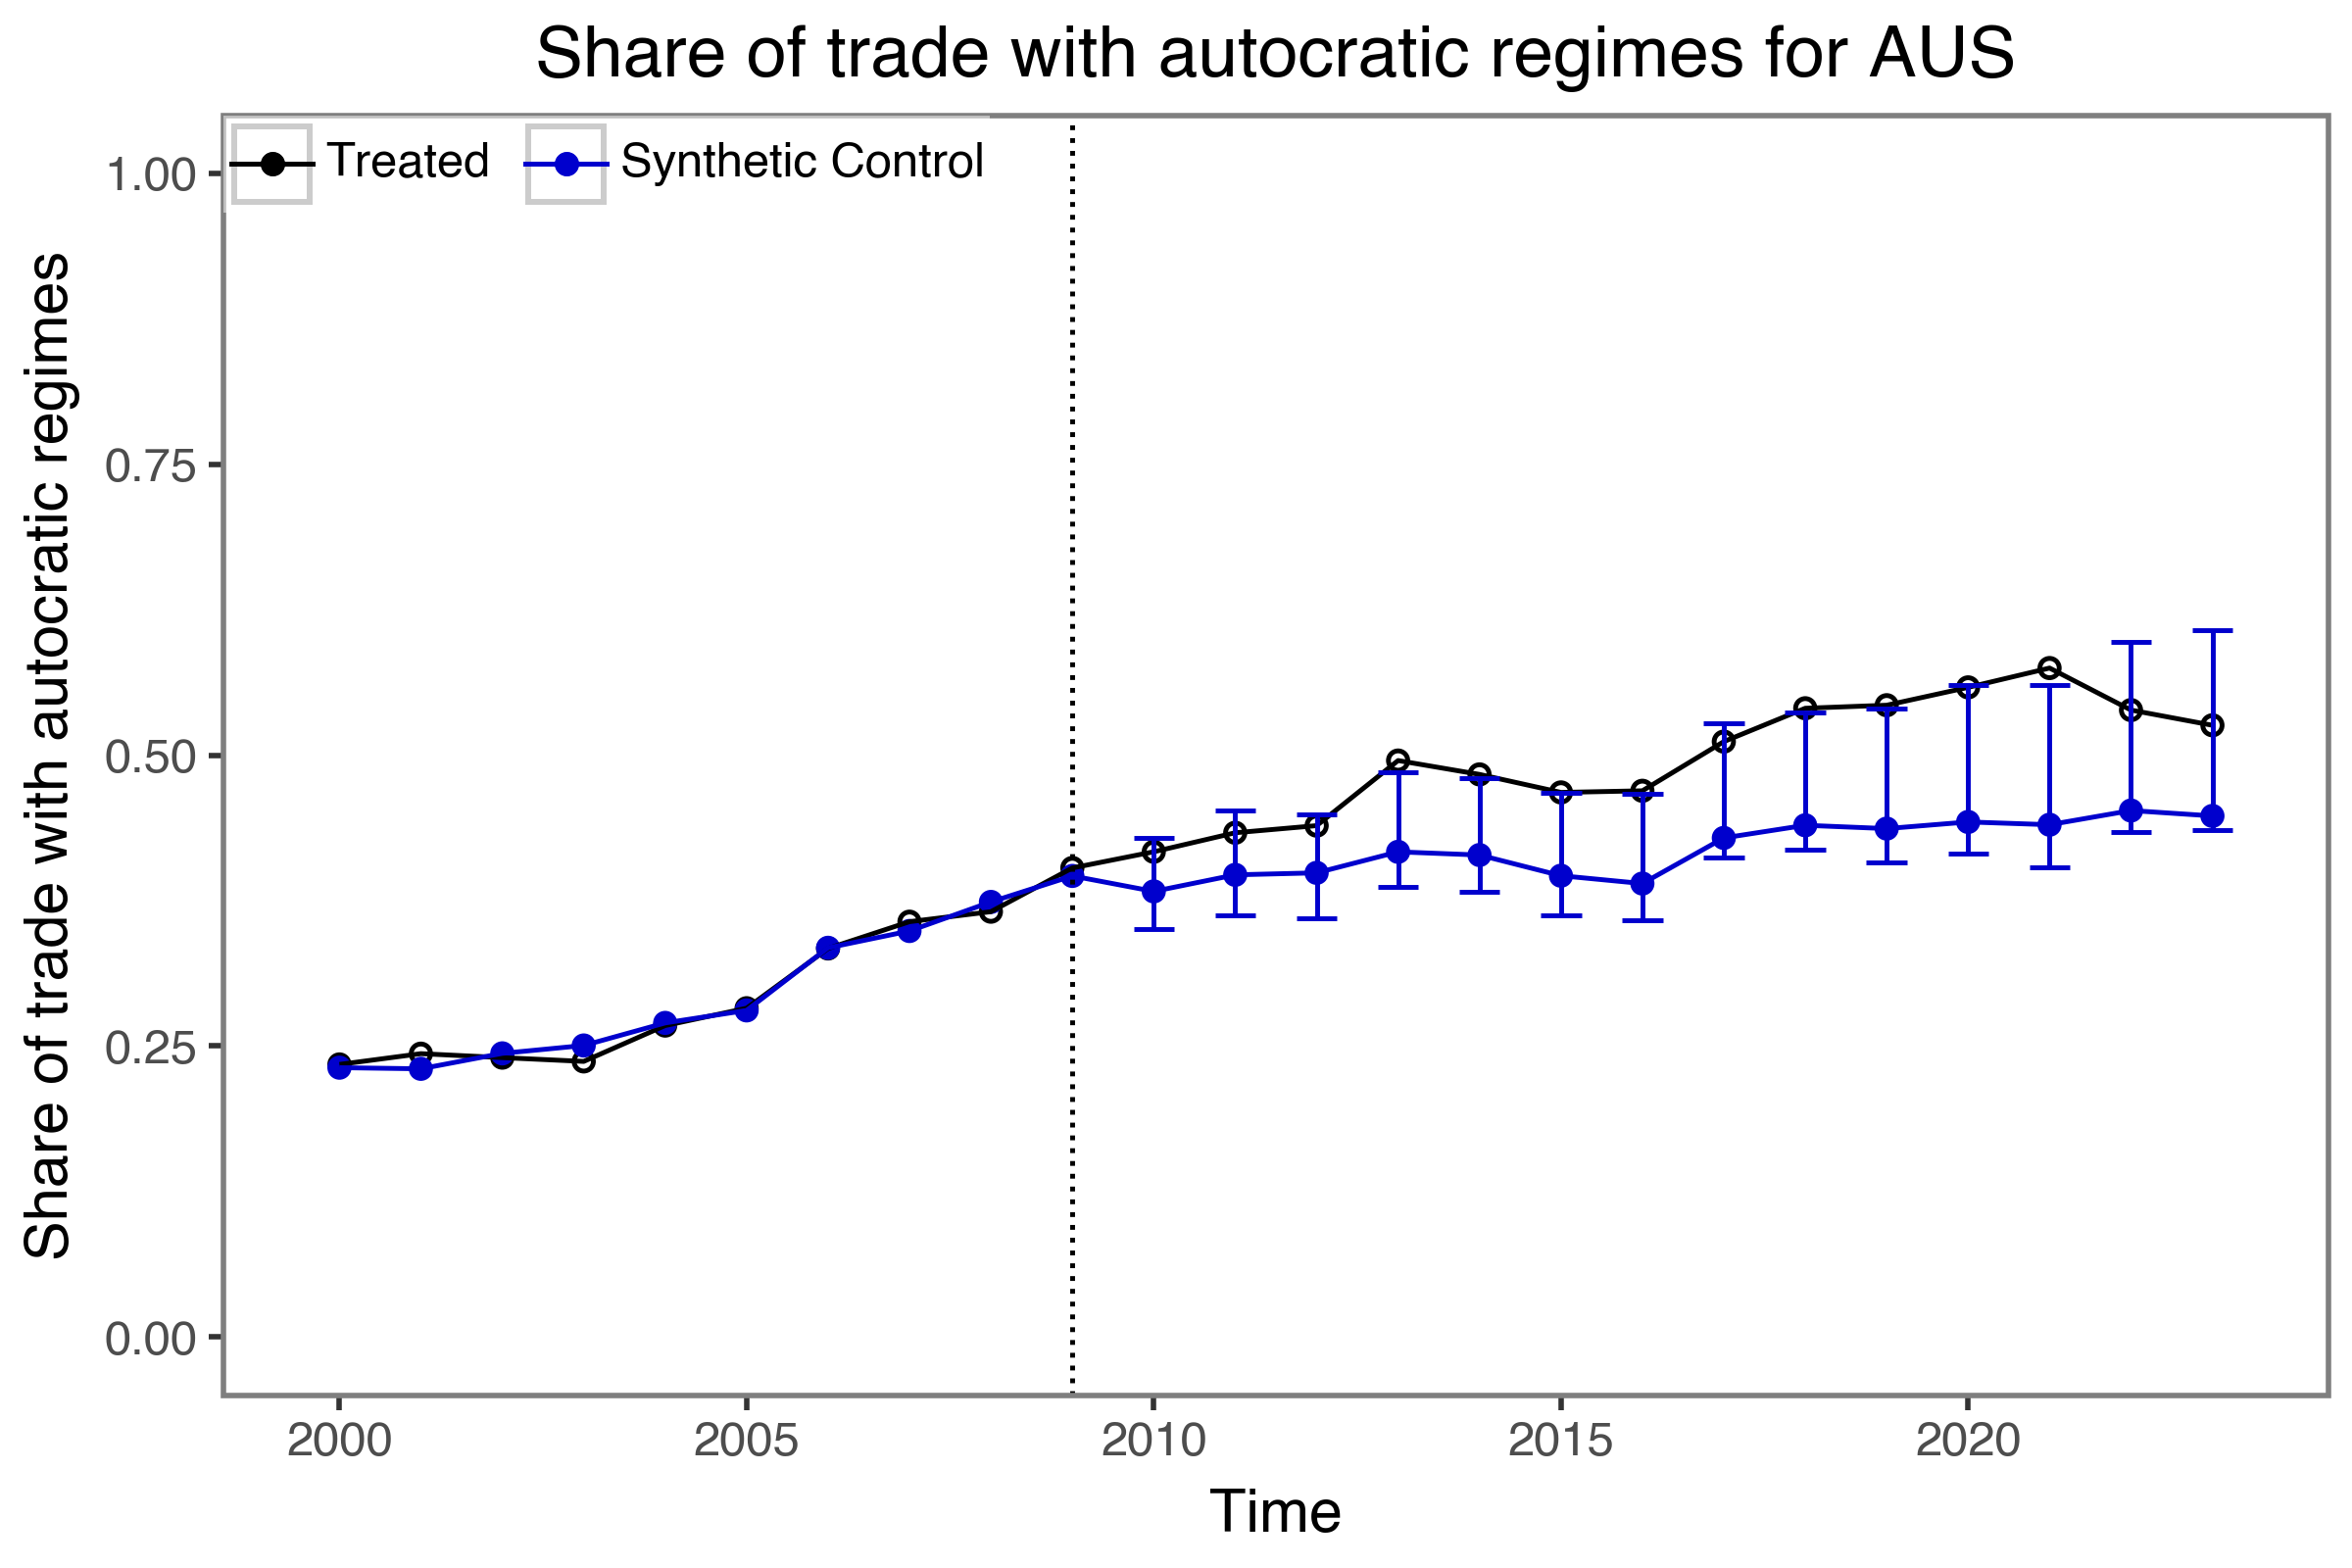 Share of trade with autocratic regimes for AUS
Treated
Synthetic Control
Share of trade with autocratic regimes
1.00
0.75
0.50
0.25
0.00
2000
2005
2010
2015
2020
Time